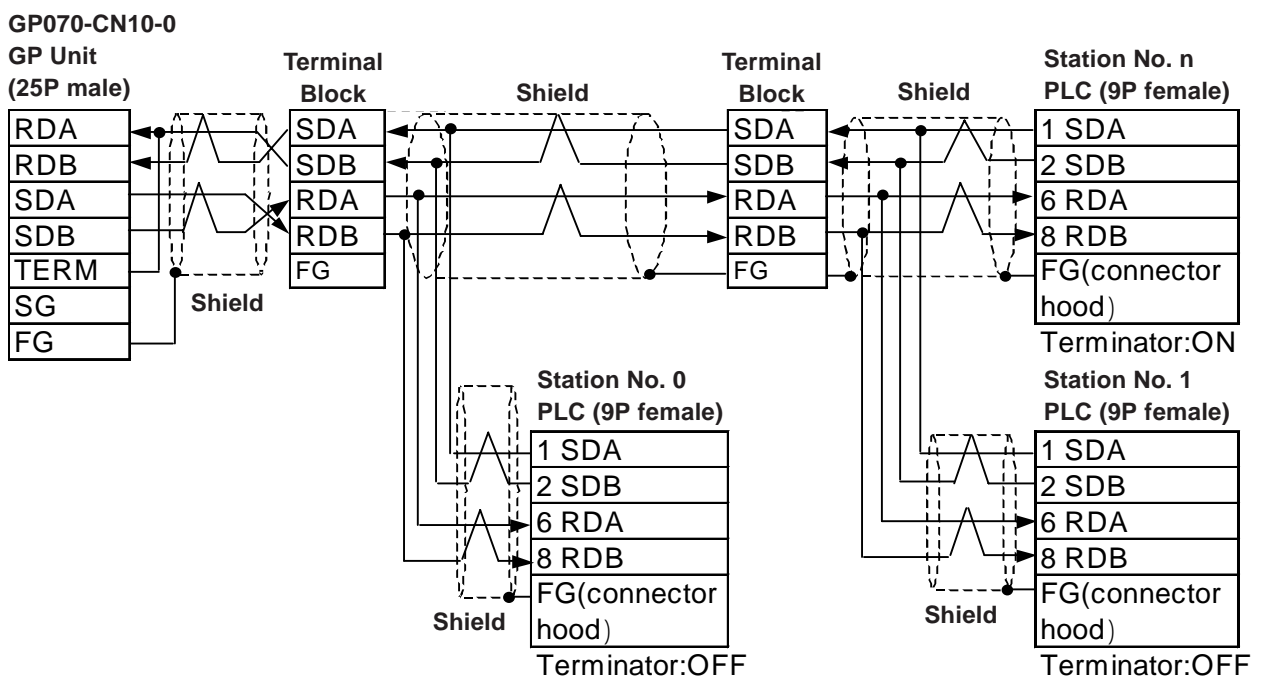 GP070-CN10-0
GP Unit
(25P male)
RDA
RDB
SDA
SDB
TERM
SG
FG
Shield
Terminal
Block
SDA
SDB
RDA
RDB
FG
Shield
Terminal
Block
SDA
SDB
RDA
RDB
FG
Shield
Station No. n
PLC (9P female)
1 SDA
2 SDB
6 RDA
8 RDB
FG(connector
hood)
Terminator:ON
Station No. 0
PLC (9P female)
1 SDA
2 SDB
6 RDA
8 RDB
FG(connector
hood)
Terminator:OFF
Shield
Station No. 1
PLC (9P female)
1 SDA
2 SDB
6 RDA
8 RDB
FG(connector
hood)
Terminator:OFF
Shield